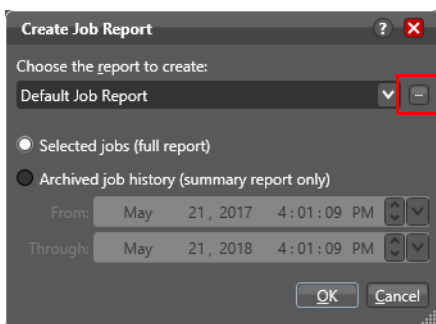 Create Job Report ?
Choose the report to create:
Default Job Report
Selected jobs (full report)
Archived job history (summary report only)
From: May 21, 2017 4:01:09 PM
Through: May 21, 2018 4:01:09 PM
OK Cancel